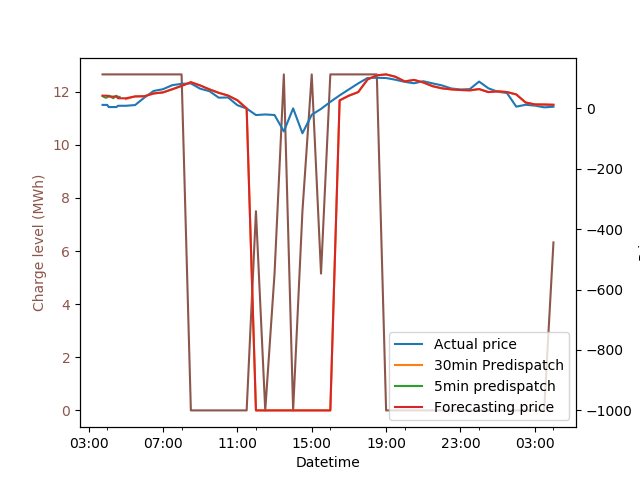 12
10
8
6
4
2
0
Charge level (MWh)
0
−200
−400
−600
−800
−1000
Actual price
30min Predispatch
5min predispatch
Forecasting price
03:00 07:00 11:00 15:00 19:00 23:00 03:00
Datetime